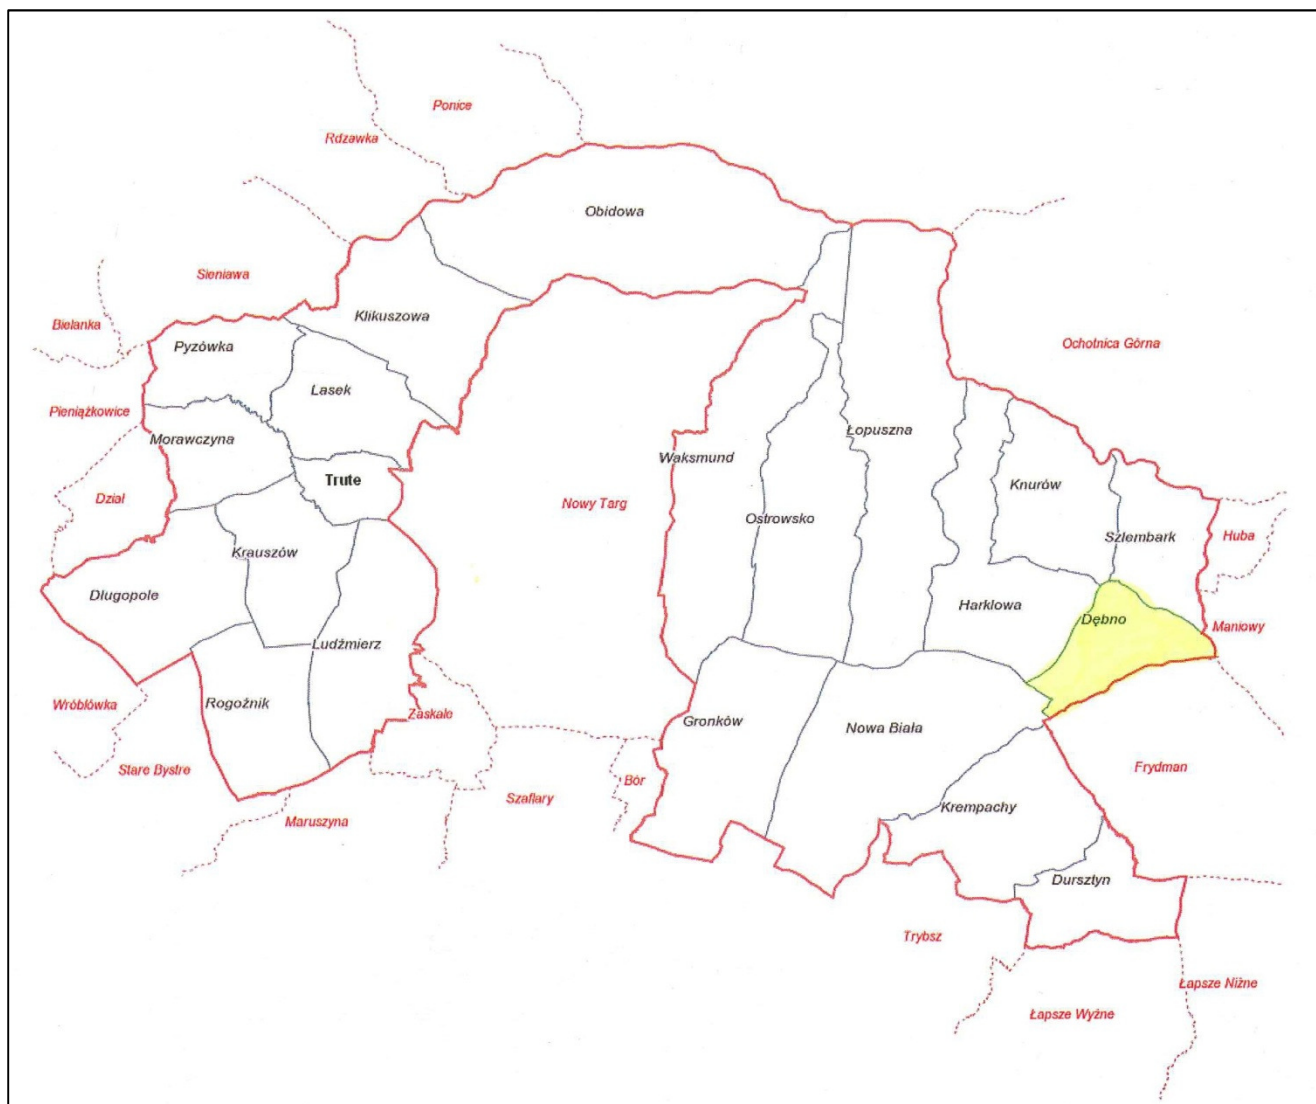 Ponice
Rdzawka
Obidowa
Sieniawa
Klikuszowa
Bielanka
Pyzówka
Ochotnica Górna
Lasek
Pieniążkowice
Morawczyna
Łopuszna
Waksmund
Trute
Knurów
Dział
Nowy Targ
Ostrowsko
Szlembark
Huba
Krauszów
Długopole
Harklowa
Dębno
Maniowy
Ludźmierz
Wróblówka
Rogoźnik
Zaskale
Gronków
Nowa Biała
Stare Bystre
Bór
Frydman
Szaflary
Krempachy
Maruszyna
Dursztyn
Trybsz
Łapsze Niżne
Łapsze Wyżne